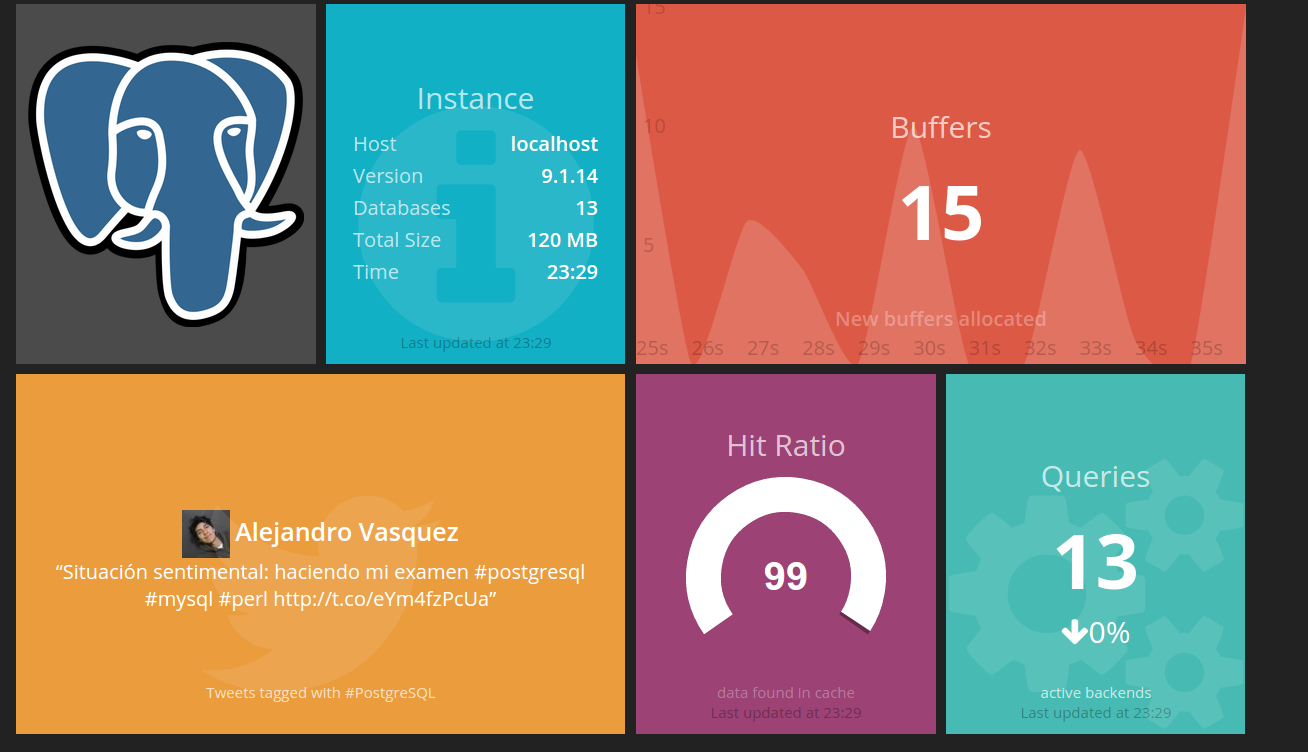 Instance
Host localhost
Version 9.1.14
Databases 13
Total Size 120 MB
Time 23:29
Last updated at 23:29
15
10
5
Buffers
15
New buffers allocated
25s 26s 27s 28s 29s 30s 31s 32s 33s 34s 35s
Alejandro Vasquez
“Situación sentimental: haciendo mi examen #postgresql
#mysql #perl http://t.co/eYm4fzPcUa”
Tweets tagged with #PostgreSQL
Hit Ratio
99
data found in cache
Last updated at 23:29
Queries
13
0%
active backends
Last updated at 23:29